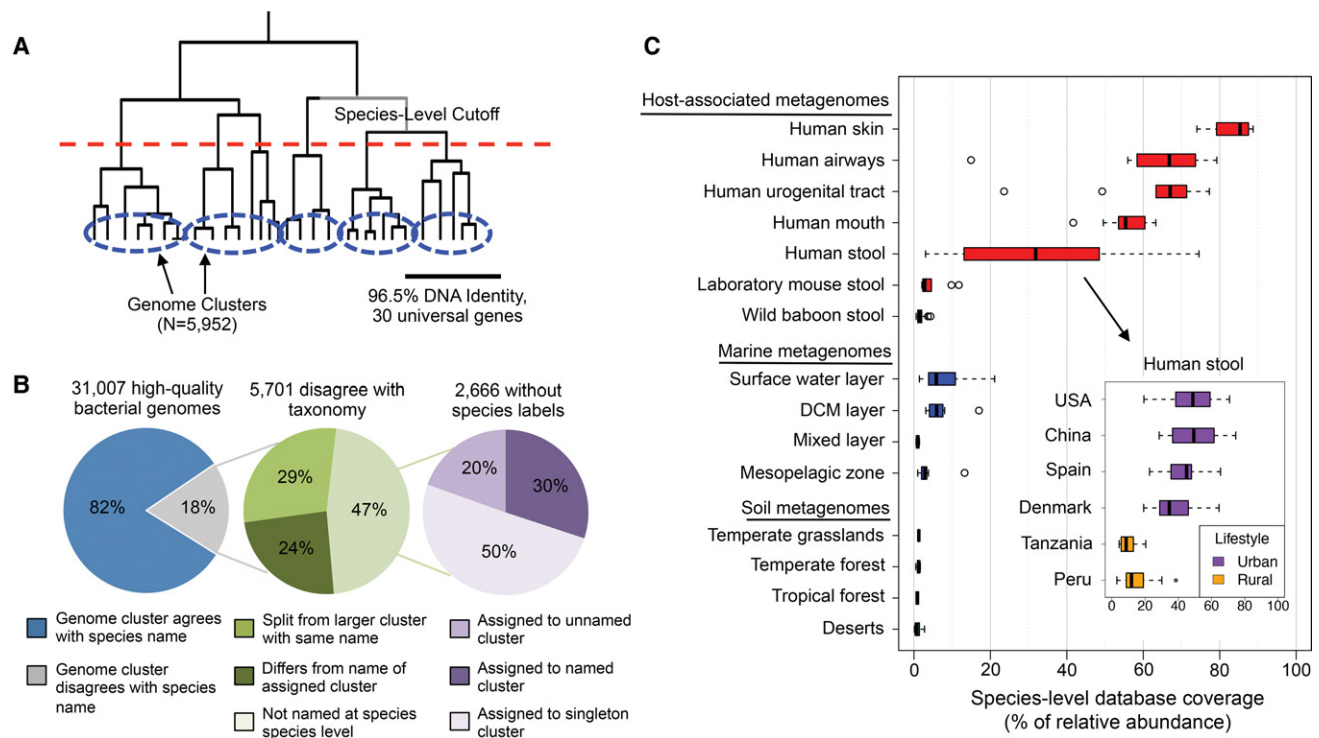 A
Species-Level Cutoff
Genome Clusters
(N=5,952)
96.5% DNA Identity,
30 universal genes
B
31,007 high-quality
bacterial genomes
82%
18%
5,701 disagree with
taxonomy
29%
47%
24%
2,666 without
species labels
20%
30%
50%
Genome cluster agrees
with species name
Genome cluster
disagrees with species
name
Split from larger cluster
with same name
Differs from name of
assigned cluster
Not named at species
species level
Assigned to unnamed
cluster
Assigned to named
cluster
Assigned to singleton
cluster
C
Host-associated metagenomes
Human skin
Human airways
Human urogenital tract
Human mouth
Human stool
Laboratory mouse stool
Wild baboon stool
Marine metagenomes
Surface water layer
DCM layer
Mixed layer
Mesopelagic zone
Soil metagenomes
Temperate grasslands
Temperate forest
Tropical forest
Deserts
0 20 40 60 80 100
Species-level database coverage
(% of relative abundance)
Human stool
USA
China
Spain
Denmark
Tanzania
Peru
Lifestyle
Urban
Rural
0 20 40 60 80 100